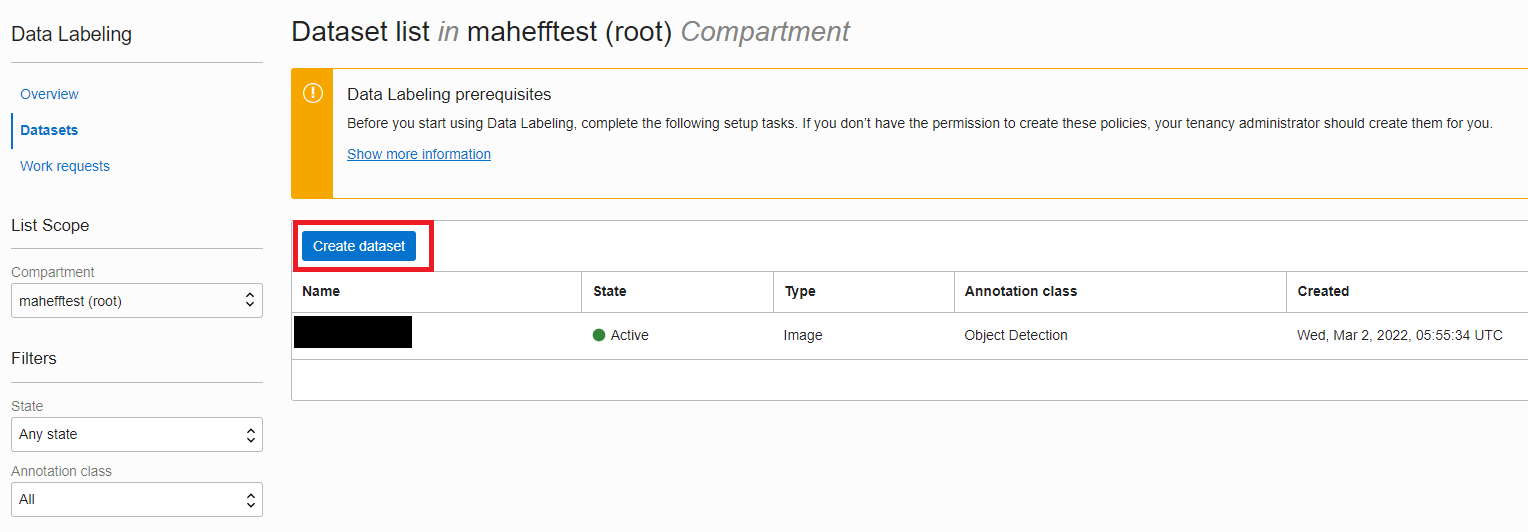 Data Labeling
Overview
Datasets
Work requests
List Scope
Compartment
mahefftest (root)
Filters
State
Any state
Annotation class
All
Dataset list in mahefftest (root) Compartment
Data Labeling prerequisites
Before you start using Data Labeling, complete the following setup tasks. If you don’t have the permission to create these policies, your tenancy administrator should create them for you.
Show more information
Create dataset
Name State Type Annotation class Created
Active Image Object Detection Wed, Mar 2, 2022, 05:55:34 UTC